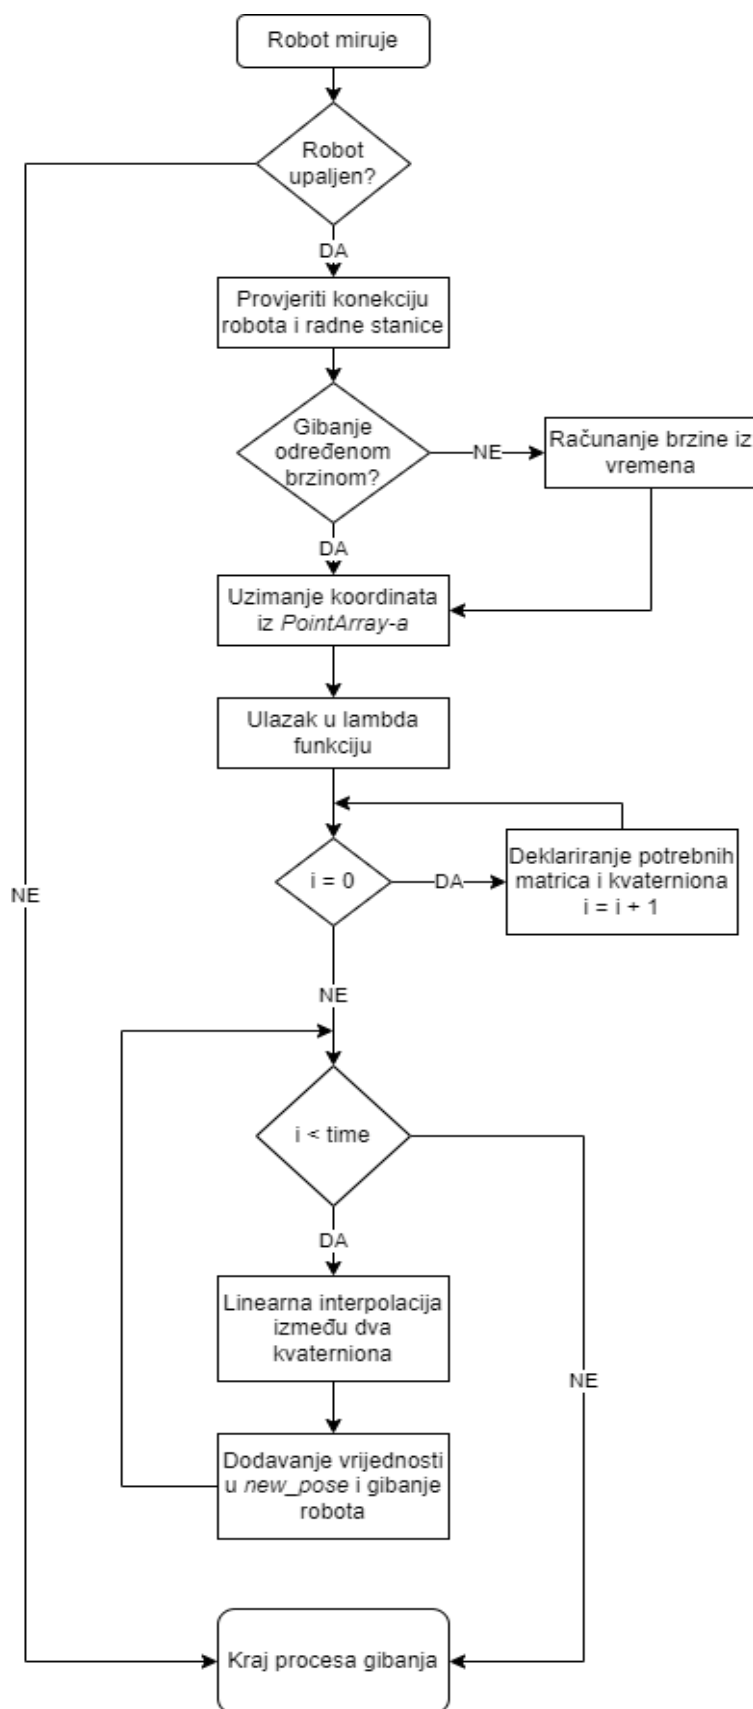 Robot miruje
Robot
upaljen?
DA
Provjeriti konekciju
robota i radne stanice
Gibanje
određenom
brzinom?
NE
Računanje brzine iz
vremena
DA
Uzimanje koordinata
iz PointArray-a
Ulazak u lambda
funkciju
i = 0
DA
Deklariranje potrebnih
matrica i kvaterniona
i = i + 1
NE
NE
i < time
DA
Linearna interpolacija
između dva
kvaterniona
NE
Dodavanje vrijednosti
u new_pose i gibanje
robota
Kraj procesa gibanja